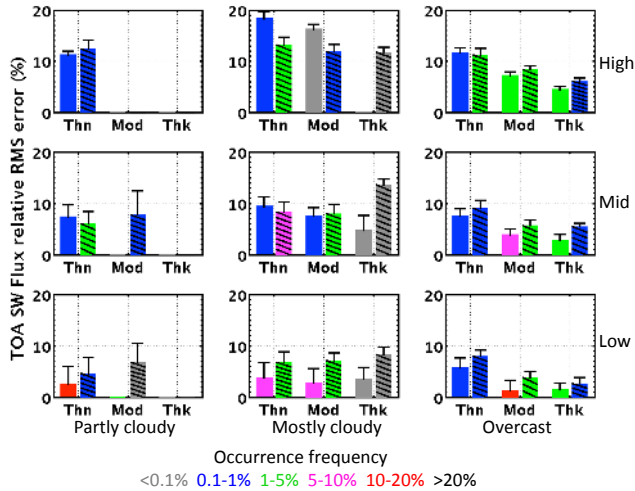 TOA SW Flux relative RMS error (%)
20 20 20
10 10 10
0 0 0
Thn Mod Thk Thn Mod Thk Thn Mod Thk
High
20 20 20
10 10 10
0 0 0
Thn Mod Thk Thn Mod Thk Thn Mod Thk
Mid
20 20 20
10 10 10
0 0 0
Thn Mod Thk Thn Mod Thk Thn Mod Thk
Low
Partly cloudy Mostly cloudy Overcast
Occurrence frequency
<0.1% 0.1-1% 1-5% 5-10% 10-20% >20%